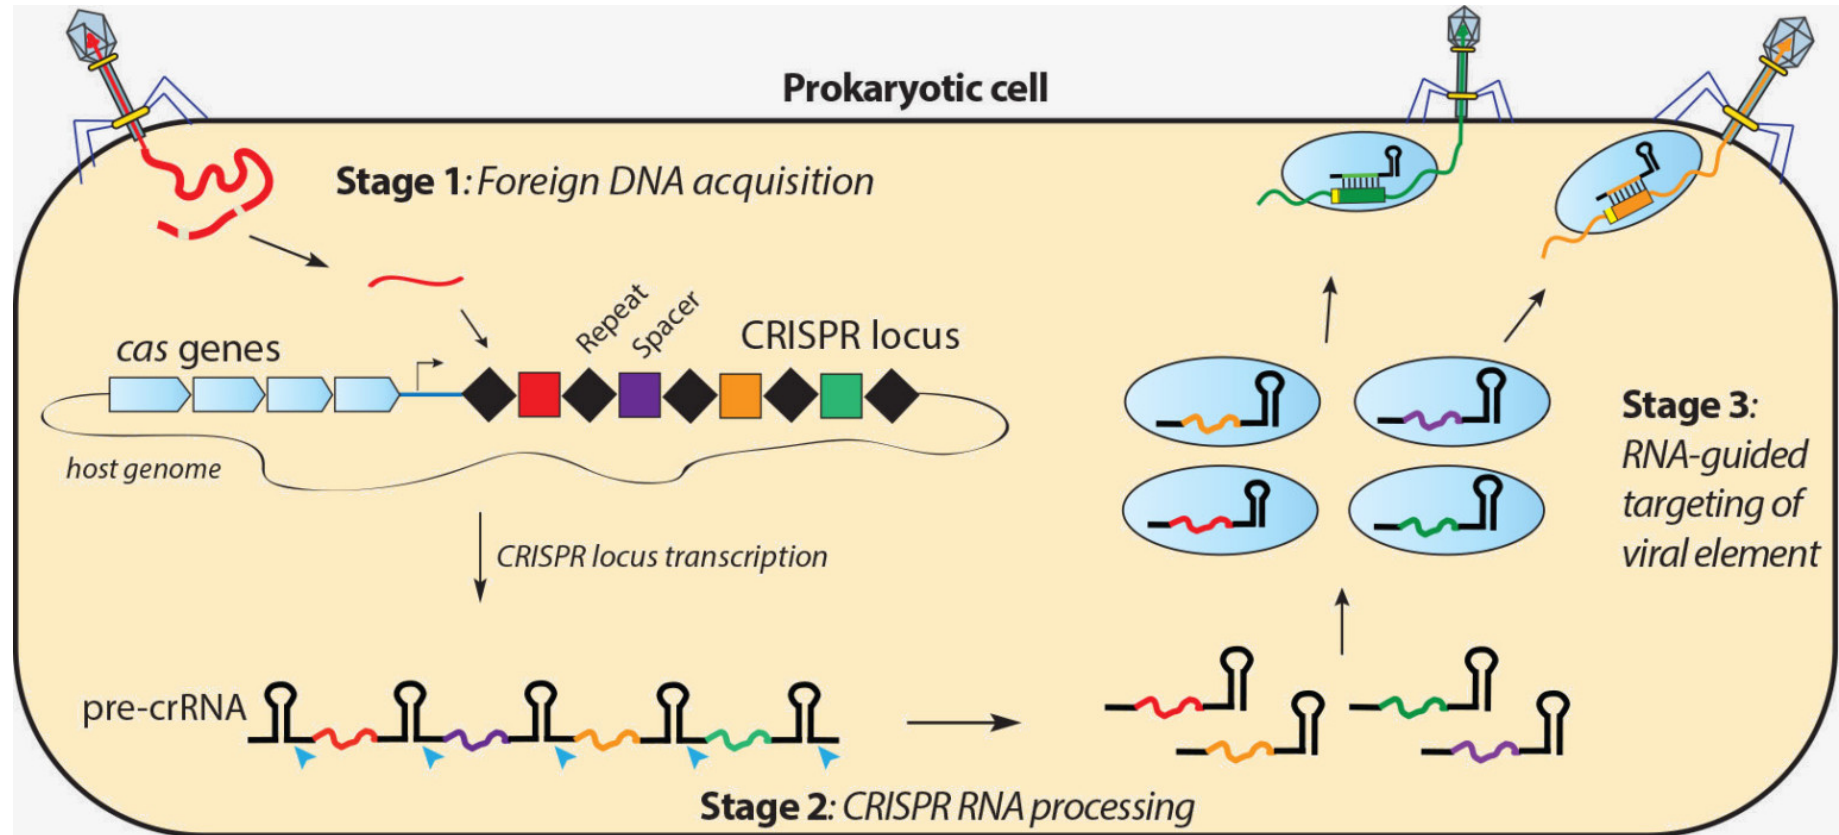 Prokaryotic cell
Stage 1: Foreign DNA acquisition
Repeat
Spacer
CRISPR locus
cas genes
host genome
CRISPR locus transcription
pre-crRNA
Stage 2: CRISPR RNA processing
Stage 3:
RNA-guided
targeting of
viral element